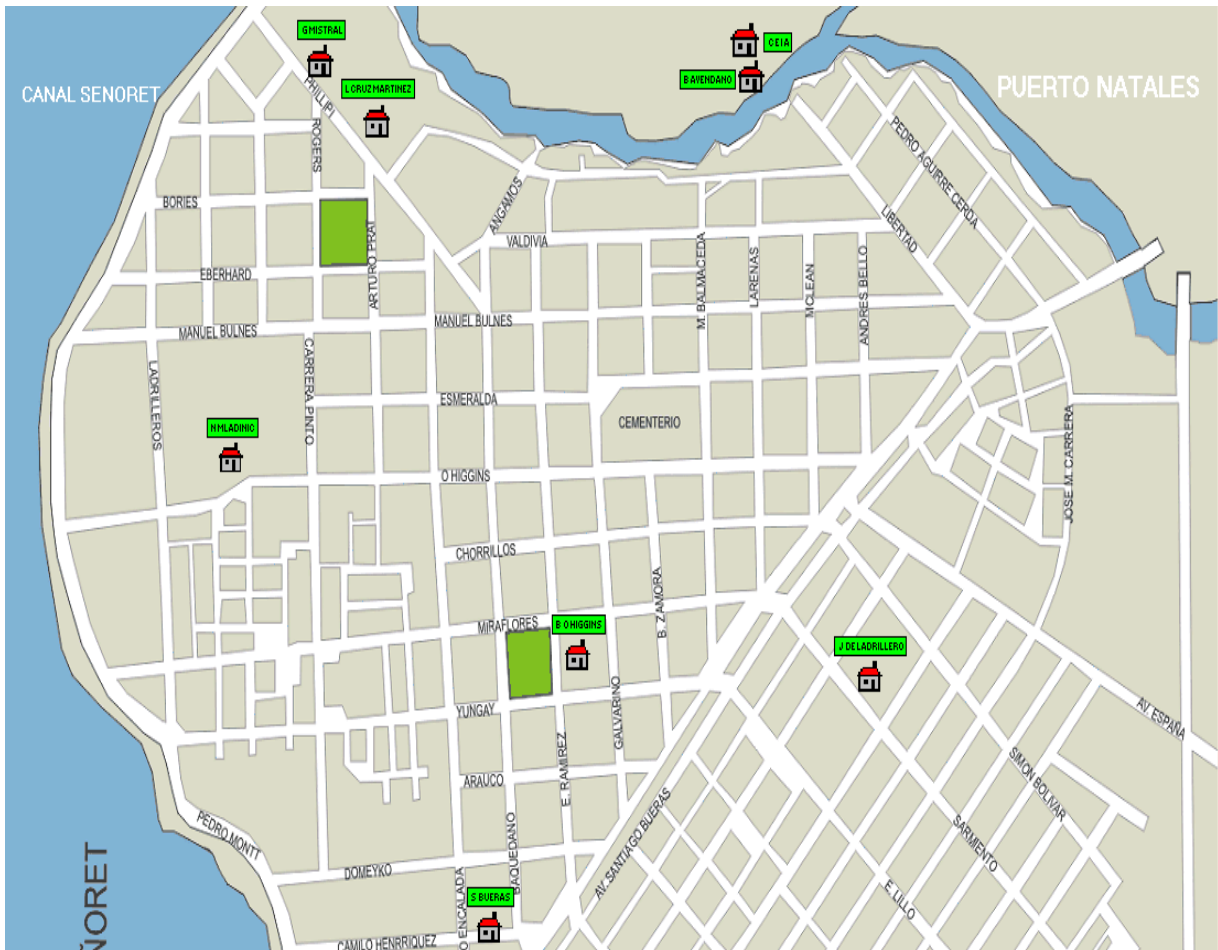 G MISTRAL
C E I A
L CRUZ MARTINEZ
B AVENDANO
CANAL SENORET
PUERTO NATALES
PHILLIPI
ROGERS
PEDRO AGUIRRE CERDA
BORIES
ANGAMOS
LIBERTAD
VALDIVIA
ARTURO PRAT
EBERHARD
M. BALMACEDA
LARENAS
MCLEAN
ANDRES BELLO
MANUEL BULNES
MANUEL BULNES
LADRILLEROS
CARRERA PINTO
ESMERALDA
CEMENTERIO
N MLADINIC
JOSE M. CARRERA
O HIGGINS
CHORRILLOS
B. ZAMORA
MIRAFLORES
B O HIGGINS
J DE LADRILLERO
YUNGAY
GALVARINO
AV. ESPAÑA
E. RAMIREZ
ARAUCO
SIMON BOLIVAR
PEDRO MONTT
AV. SANTIAGO BUERAS
SARMIENTO
DOMEYKO
BAQUEDANO
O ENCALADA
E. LILLO
S BUERAS
ÑORET
CAMILO HENRRIQUEZ